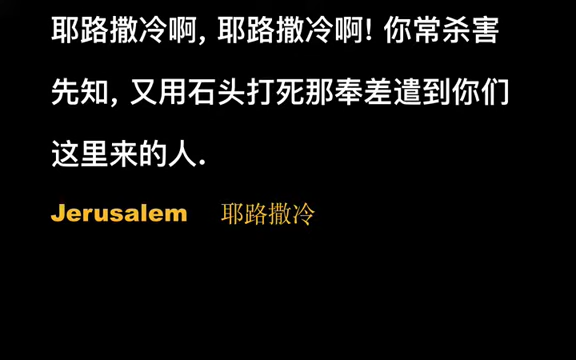 耶路撒冷啊, 耶路撒冷啊! 你常杀害
先知, 又用石头打死那奉差遣到你们
这里来的人.
Jerusalem 耶路撒冷